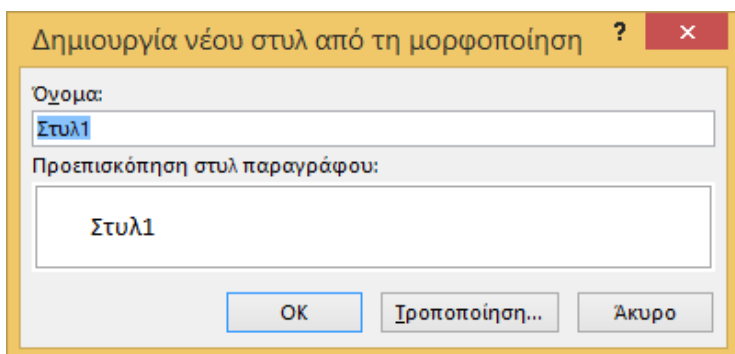 Δημιουργία νέου στυλ από τη μορφοποίηση ? ×
Όνομα:
Στυλ1
Προεπισκόπηση στυλ παραγράφου:
Στυλ1
OK Τροποποίηση... Άκυρο